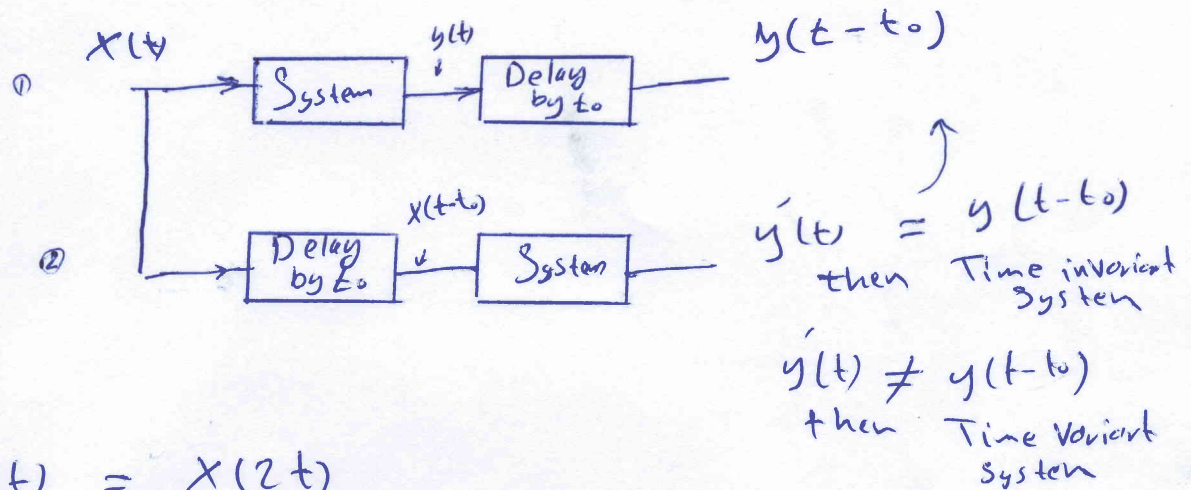 X(t)
y(t)
y(t - t₀)
①
System
Delay
by t₀
②
Delay
by t₀
X(t-t₀)
System
y′(t) = y(t-t₀)
then Time invariant
System
y′(t) ≠ y(t-t₀)
then Time Variant
System
t) = X(2t)